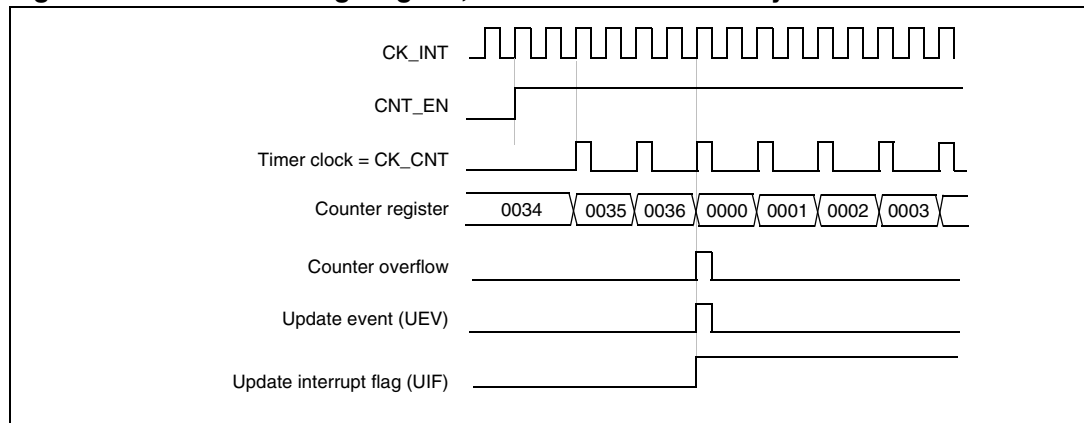 CK_INT
CNT_EN
Timer clock = CK_CNT
Counter register 0034 0035 0036 0000 0001 0002 0003
Counter overflow
Update event (UEV)
Update interrupt flag (UIF)